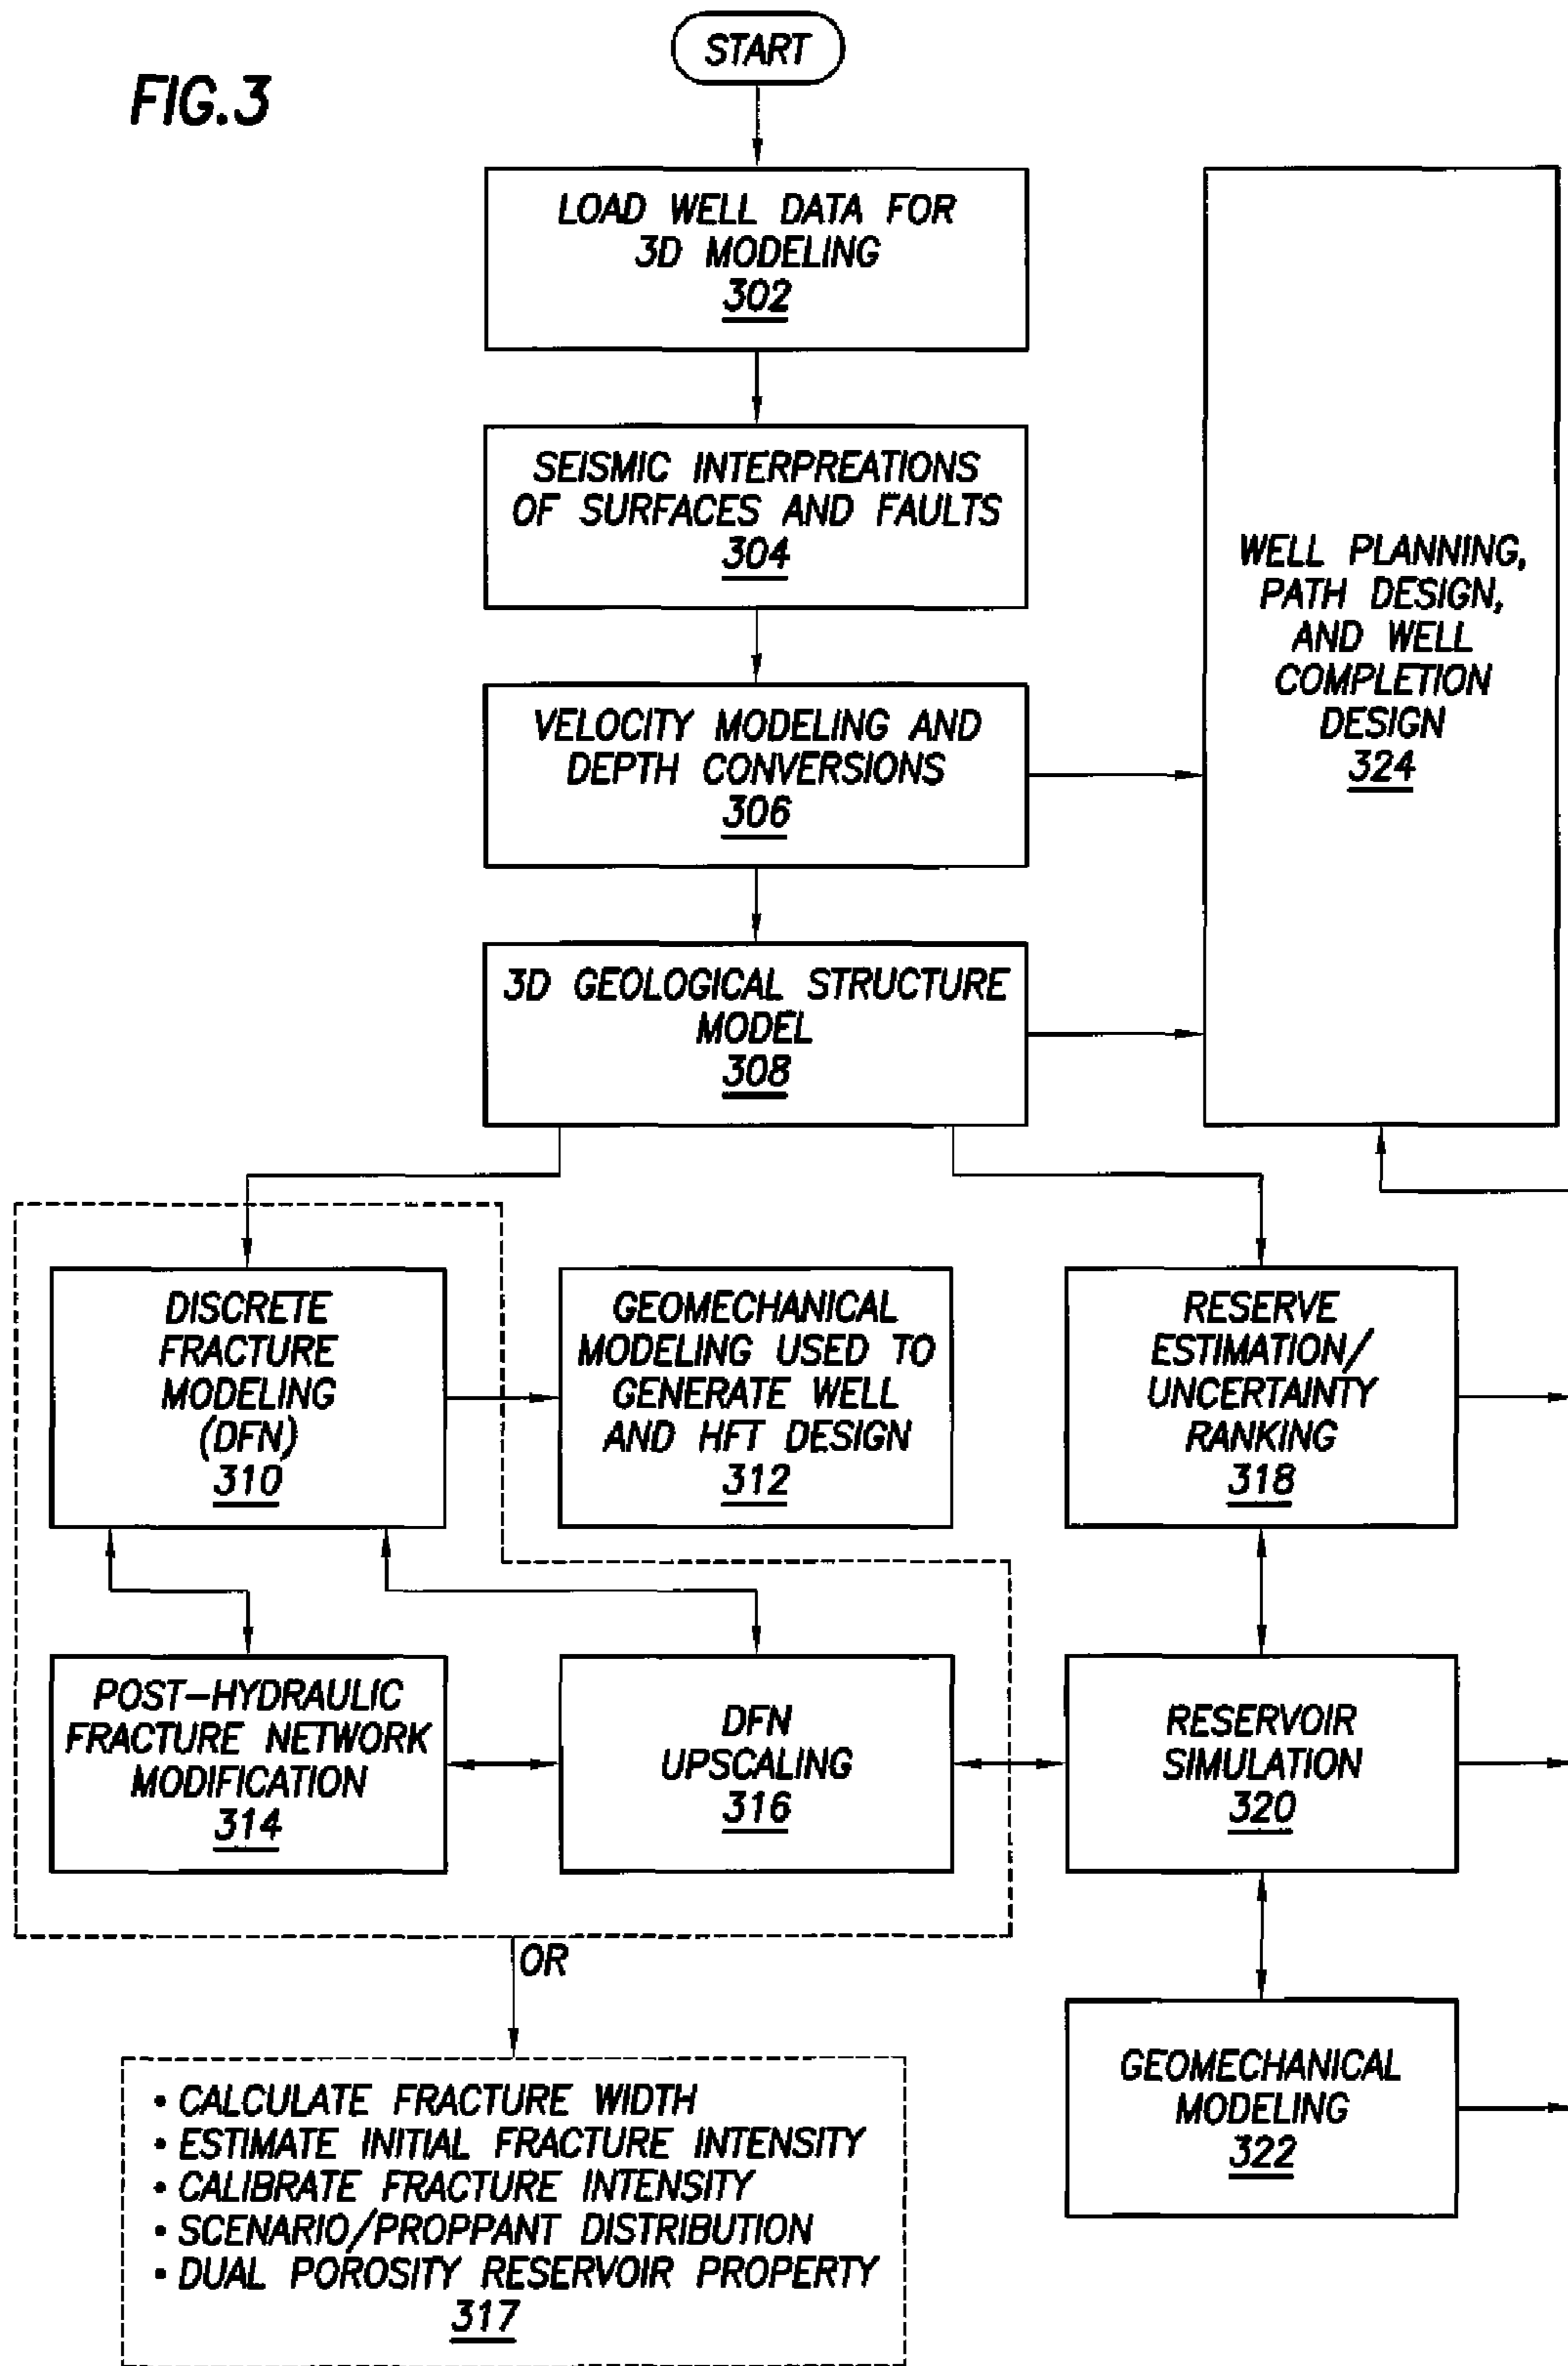 START
FIG.3
LOAD WELL DATA FOR
3D MODELING
302
SEISMIC INTERPREATIONS
OF SURFACES AND FAULTS
304
VELOCITY MODELING AND
DEPTH CONVERSIONS
306
3D GEOLOGICAL STRUCTURE
MODEL
308
WELL PLANNING,
PATH DESIGN,
AND WELL
COMPLETION
DESIGN
324
DISCRETE
FRACTURE
MODELING
(DFN)
310
GEOMECHANICAL
MODELING USED TO
GENERATE WELL
AND HFT DESIGN
312
RESERVE
ESTIMATION/
UNCERTAINTY
RANKING
318
POST-HYDRAULIC
FRACTURE NETWORK
MODIFICATION
314
DFN
UPSCALING
316
RESERVOIR
SIMULATION
320
OR
GEOMECHANICAL
MODELING
322
• CALCULATE FRACTURE WIDTH
• ESTIMATE INITIAL FRACTURE INTENSITY
• CALIBRATE FRACTURE INTENSITY
• SCENARIO/PROPPANT DISTRIBUTION
• DUAL POROSITY RESERVOIR PROPERTY
317